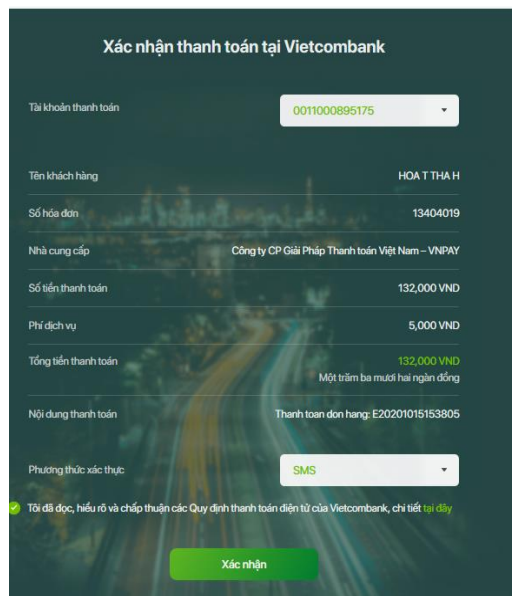 Xác nhận thanh toán tại Vietcombank
Tài khoản thanh toán 0011000895175
Tên khách hàng HOA T THA H
Số hóa đơn 13404019
Nhà cung cấp Công ty CP Giải Pháp Thanh toán Việt Nam – VNPAY
Số tiền thanh toán 132,000 VND
Phí dịch vụ 5,000 VND
Tổng tiền thanh toán 132,000 VND
Một trăm ba mươi hai ngàn đồng
Nội dung thanh toán Thanh toan don hang: E20201015153805
Phương thức xác thực SMS
Tôi đã đọc, hiểu rõ và chấp thuận các Quy định thanh toán điện tử của Vietcombank, chi tiết tại đây
Xác nhận